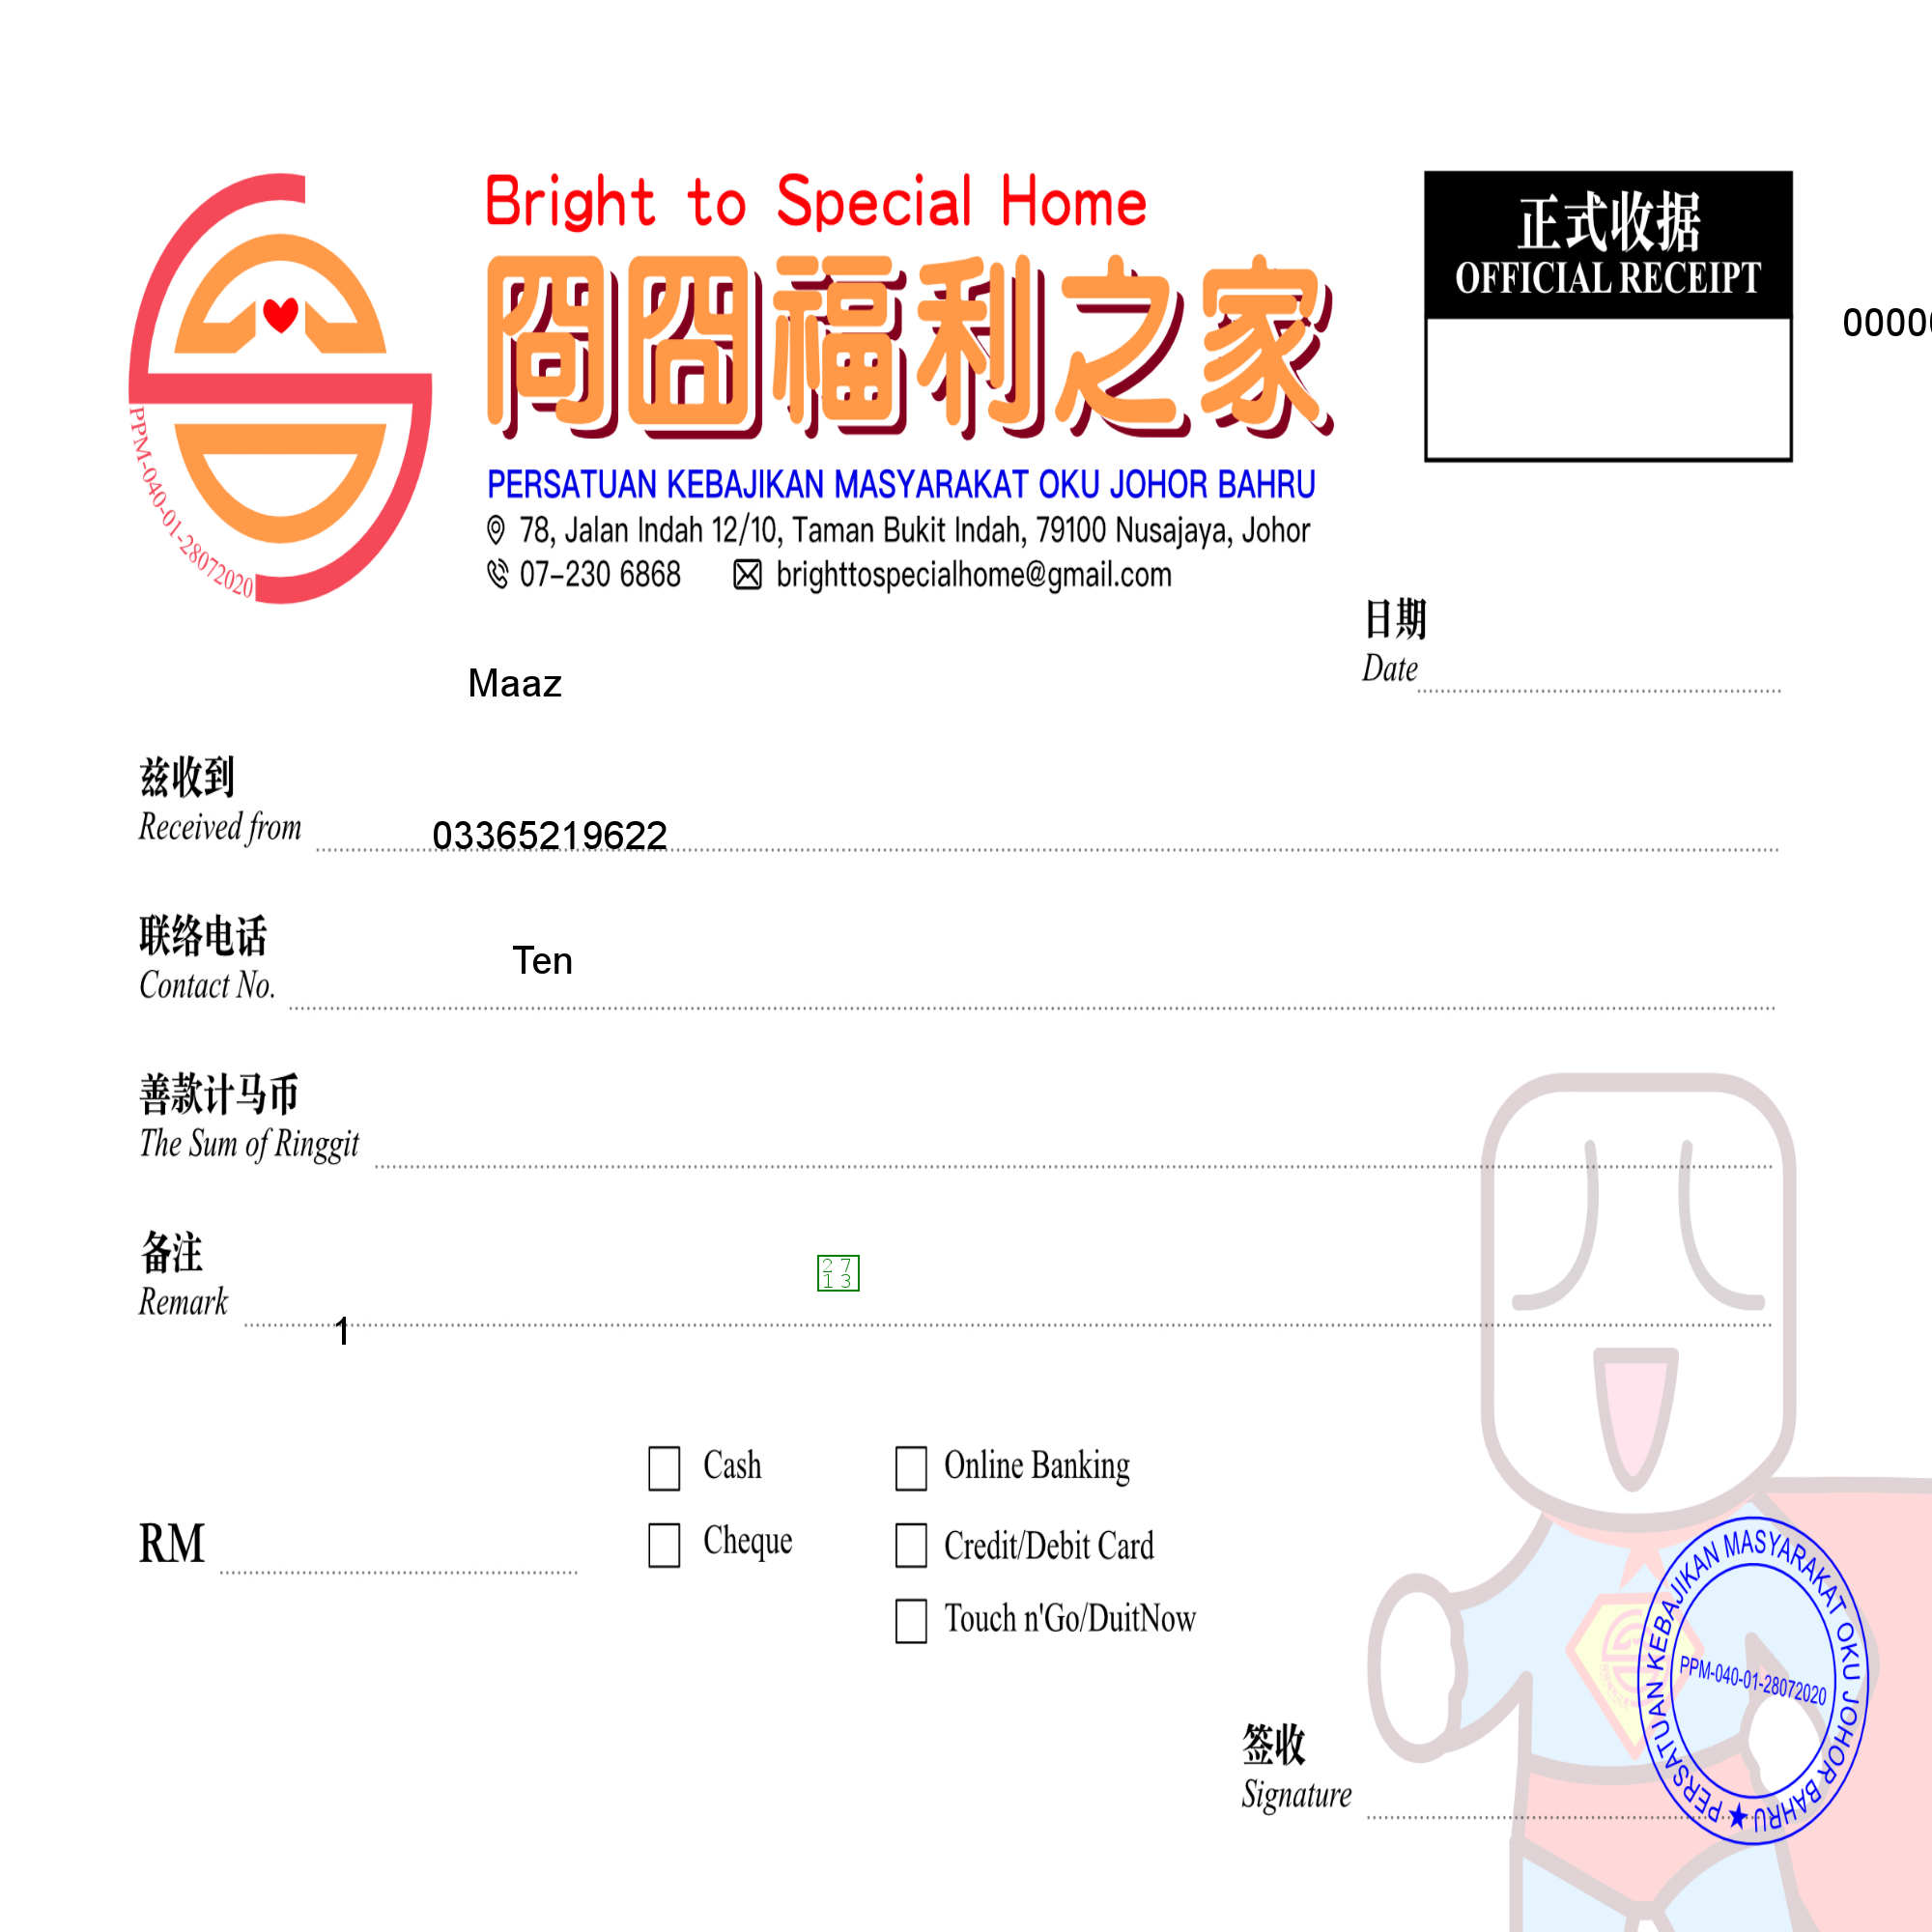 Bright to Special Home
冏囧福利之家
PERSATUAN KEBAJIKAN MASYARAKAT OKU JOHOR BAHRU
78, Jalan Indah 12/10, Taman Bukit Indah, 79100 Nusajaya, Johor
07-230 6868 brighttospecialhome@gmail.com
PPM-040-01-28072020
正式收据
OFFICIAL RECEIPT
0000
日期
Date
Maaz
兹收到
Received from
03365219622
联络电话
Contact No.
Ten
善款计马币
The Sum of Ringgit
备注
Remark
27
13
1
RM
Cash
Cheque
Online Banking
Credit/Debit Card
Touch n'Go/DuitNow
签收
Signature
PERSATUAN KEBAJIKAN MASYARAKAT OKU JOHOR BAHRU
PPM-040-01-28072020